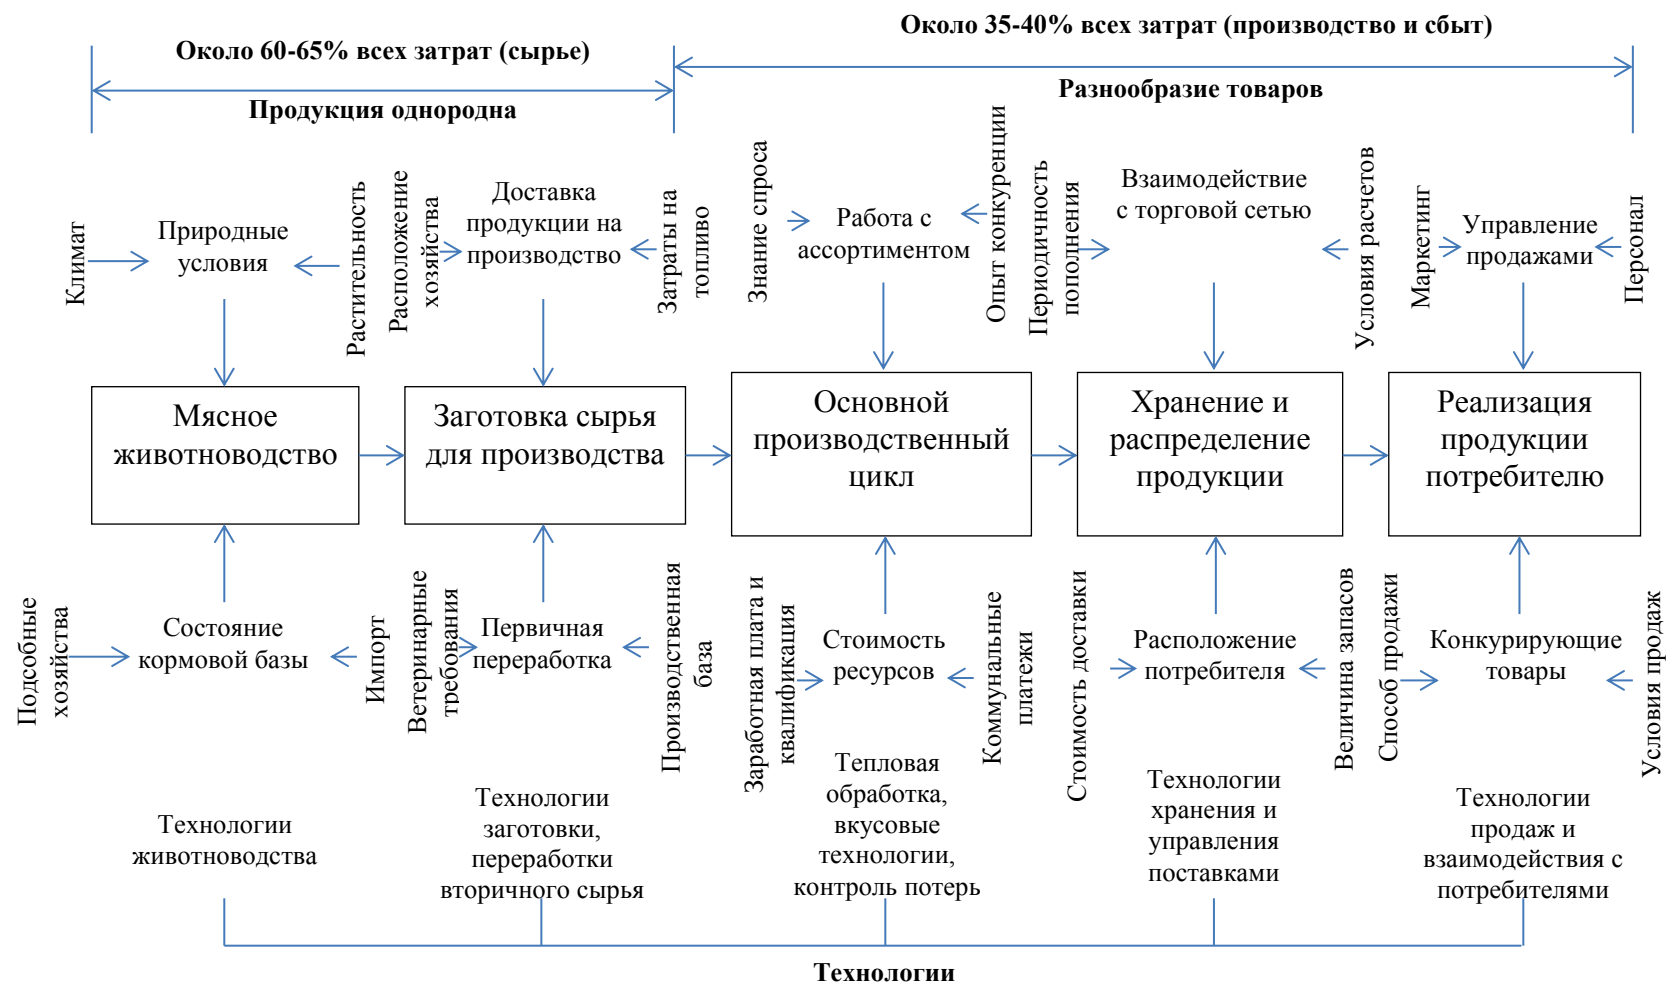 Около 35-40% всех затрат (производство и сбыт)
Около 60-65% всех затрат (сырье)
Разнообразие товаров
Продукция однородна
Климат
Природные
условия
Растительность
Расположение
хозяйства
Доставка
продукции на
производство
Затраты на
топливо
Знание спроса
Работа с
ассортиментом
Опыт конкуренции
Периодичность
пополнения
Взаимодействие
с торговой сетью
Условия расчетов
Маркетинг
Управление
продажами
Персонал
Мясное
животноводство
Заготовка сырья
для производства
Основной
производственный
цикл
Хранение и
распределение
продукции
Реализация
продукции
потребителю
Подсобные
хозяйства
Состояние
кормовой базы
Импорт
Ветеринарные
требования
Первичная
переработка
Производственная
база
Заработная плата и
квалификация
Стоимость
ресурсов
Коммунальные
платежи
Стоимость доставки
Расположение
потребителя
Величина запасов
Способ продажи
Конкурирующие
товары
Условия продаж
Технологии
животноводства
Технологии
заготовки,
переработки
вторичного сырья
Тепловая
обработка,
вкусовые
технологии,
контроль потерь
Технологии
хранения и
управления
поставками
Технологии
продаж и
взаимодействия с
потребителями
Технологии